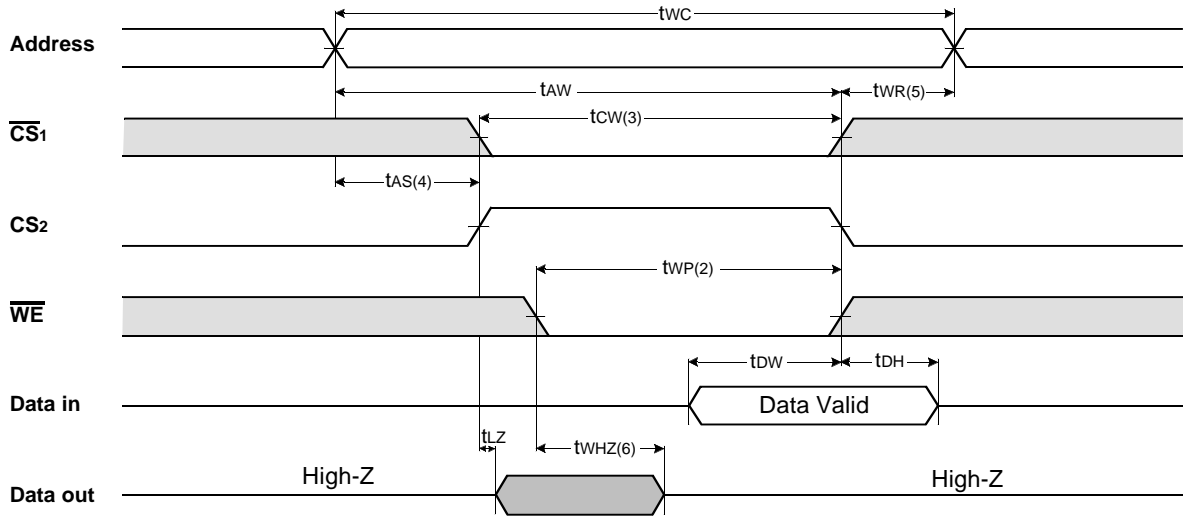 tWC
Address
tAW
tWR(5)
tCW(3)
CS1
tAS(4)
CS2
tWP(2)
WE
tDW
tDH
Data in
Data Valid
tLZ
tWHZ(6)
High-Z
High-Z
Data out